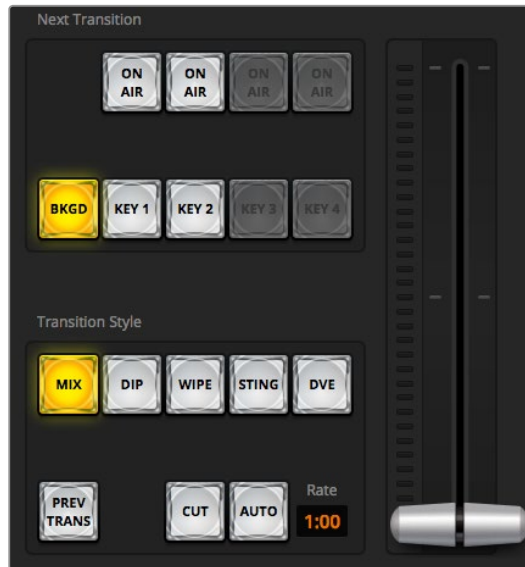 Next Transition
ON AIR
ON AIR
ON AIR
ON AIR
BKGD
KEY 1
KEY 2
KEY 3
KEY 4
Transition Style
MIX
DIP
WIPE
STING
DVE
PREV TRANS
CUT
AUTO
Rate
1:00